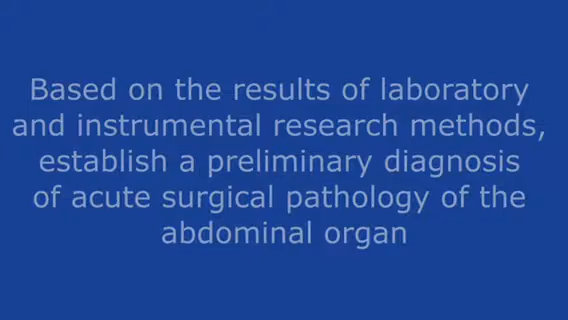 Based on the results of laboratory
and instrumental research methods,
establish a preliminary diagnosis
of acute surgical pathology of the
abdominal organ